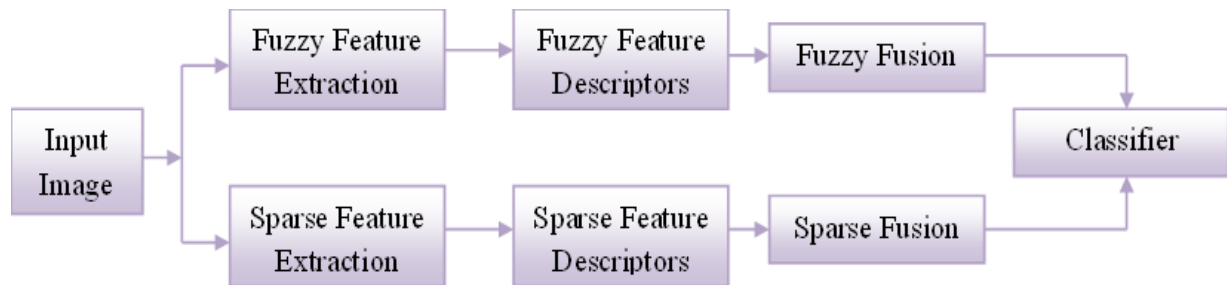 Input
Image
Fuzzy Feature
Extraction
Fuzzy Feature
Descriptors
Fuzzy Fusion
Sparse Feature
Extraction
Sparse Feature
Descriptors
Sparse Fusion
Classifier